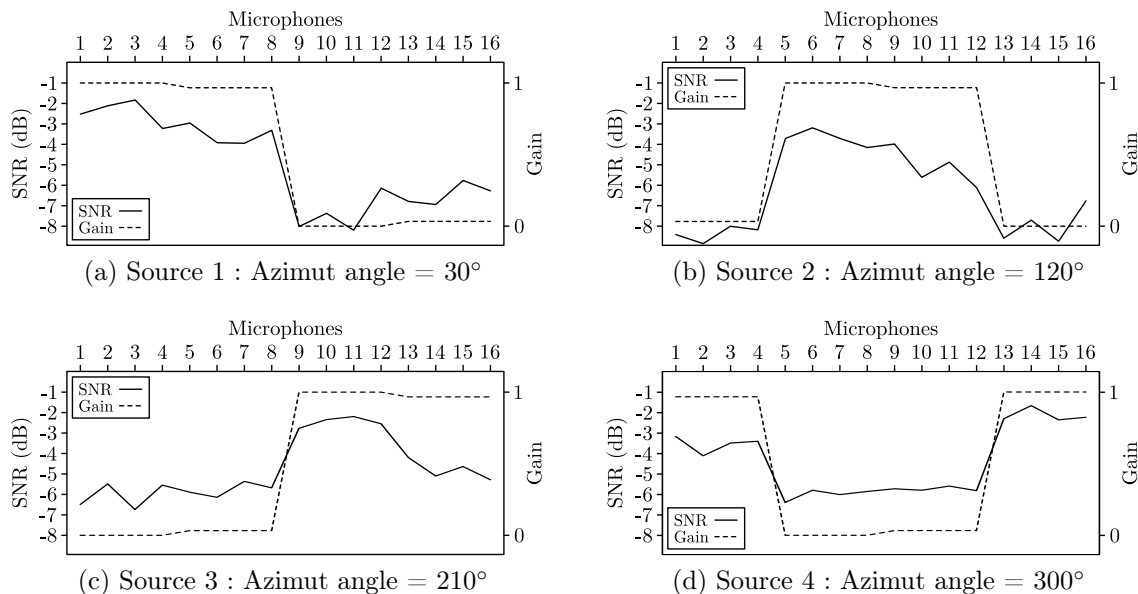 Microphones
1 2 3 4 5 6 7 8 9 10 11 12 13 14 15 16
-1
-2
-3
-4
-5
-6
-7
-8
SNR (dB)
SNR
Gain
1
0
Gain
(a) Source 1 : Azimut angle = 30°
Microphones
1 2 3 4 5 6 7 8 9 10 11 12 13 14 15 16
-1
-2
-3
-4
-5
-6
-7
-8
SNR (dB)
SNR
Gain
1
0
Gain
(b) Source 2 : Azimut angle = 120°
Microphones
1 2 3 4 5 6 7 8 9 10 11 12 13 14 15 16
-1
-2
-3
-4
-5
-6
-7
-8
SNR (dB)
SNR
Gain
1
0
Gain
(c) Source 3 : Azimut angle = 210°
Microphones
1 2 3 4 5 6 7 8 9 10 11 12 13 14 15 16
-1
-2
-3
-4
-5
-6
-7
-8
SNR (dB)
SNR
Gain
1
0
Gain
(d) Source 4 : Azimut angle = 300°